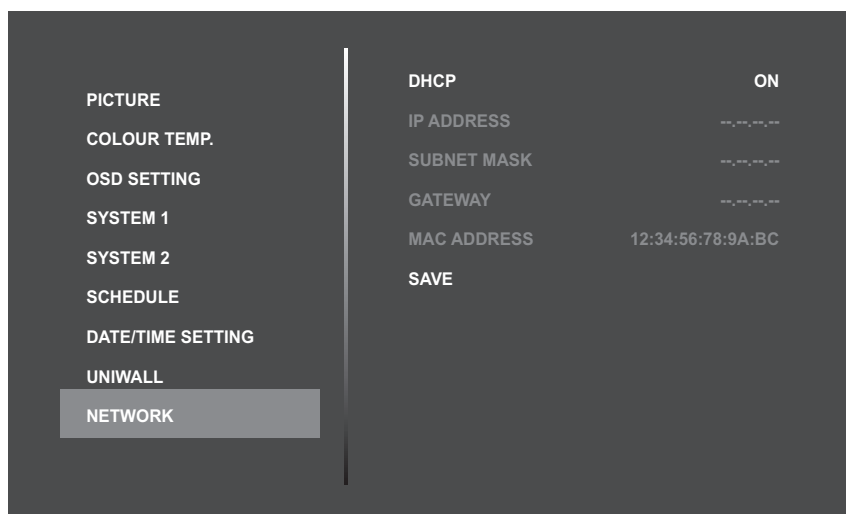 PICTURE
COLOUR TEMP.
OSD SETTING
SYSTEM 1
SYSTEM 2
SCHEDULE
DATE/TIME SETTING
UNIWALL
NETWORK
DHCP ON
IP ADDRESS --.--.--.--
SUBNET MASK --.--.--.--
GATEWAY --.--.--.--
MAC ADDRESS 12:34:56:78:9A:BC
SAVE